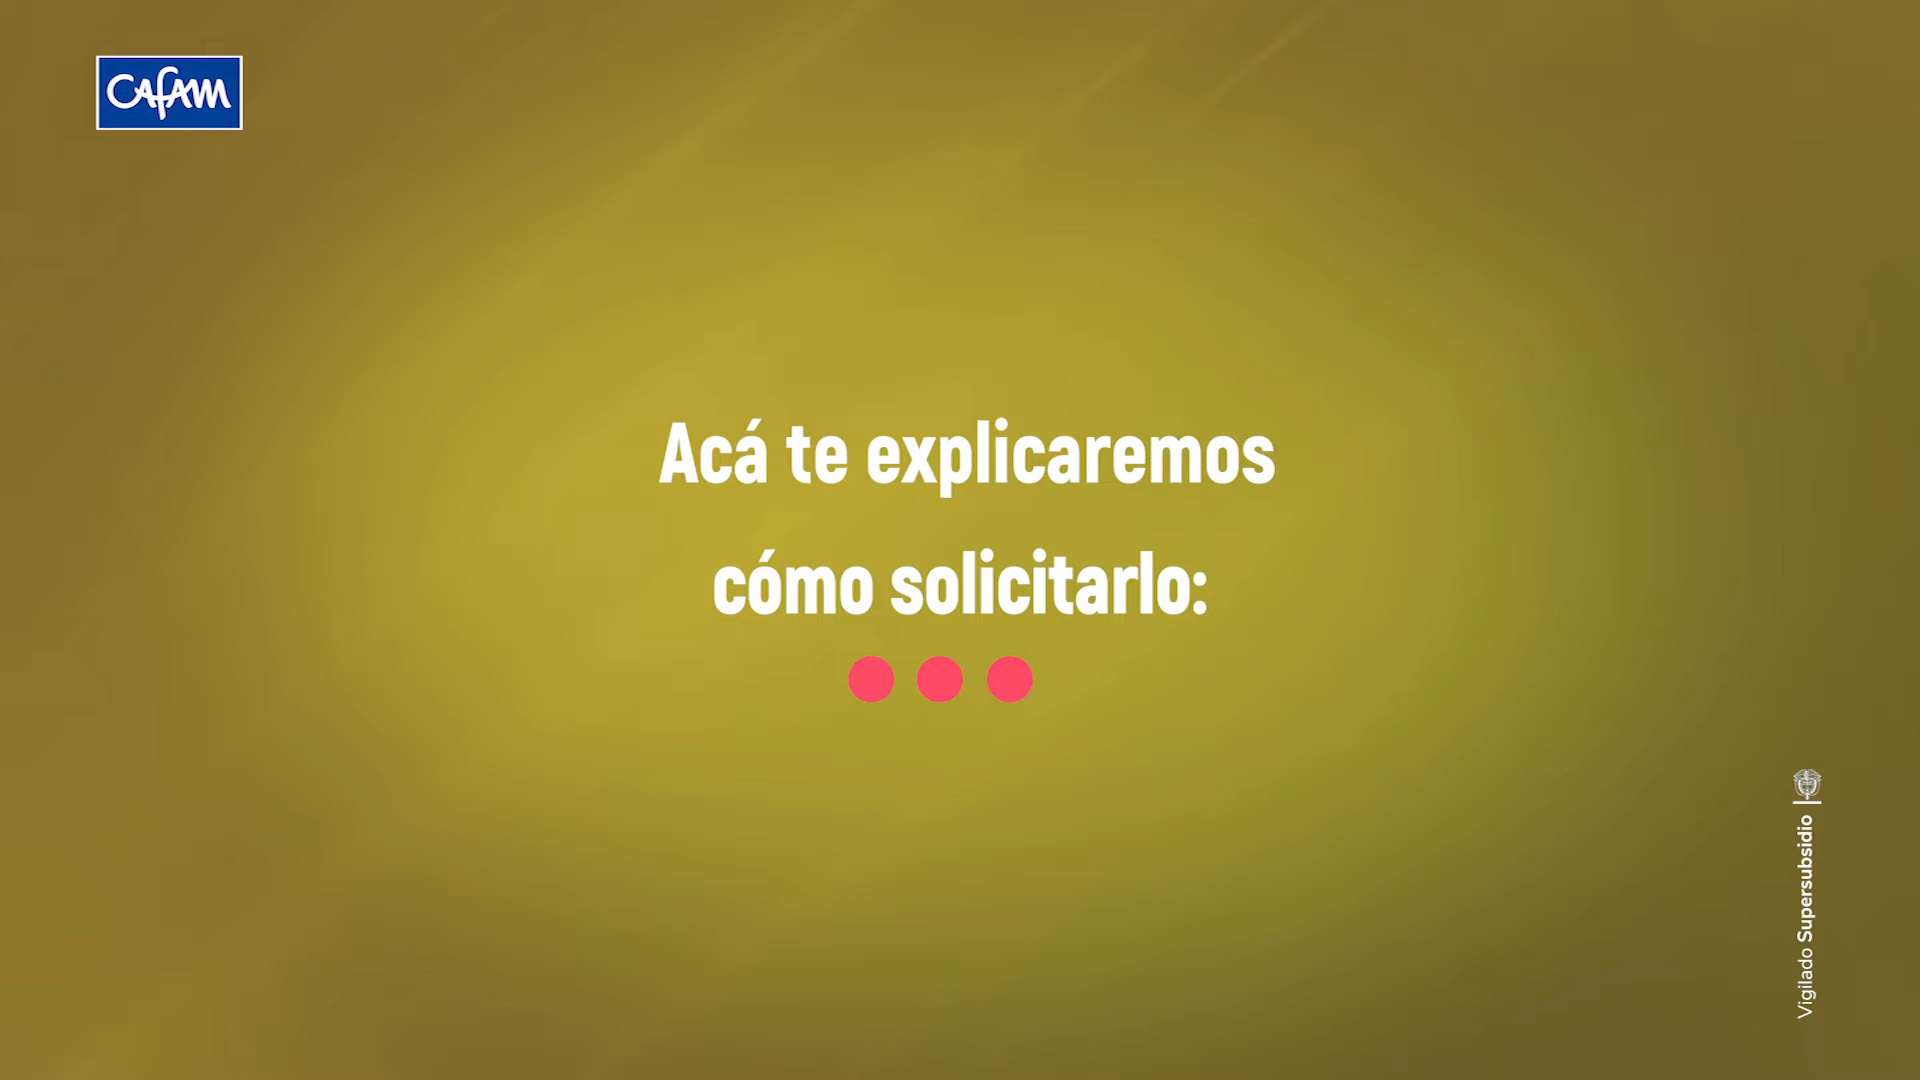 CAFAM
Acá te explicaremos
cómo solicitarlo:
Vigilado Supersubsidio